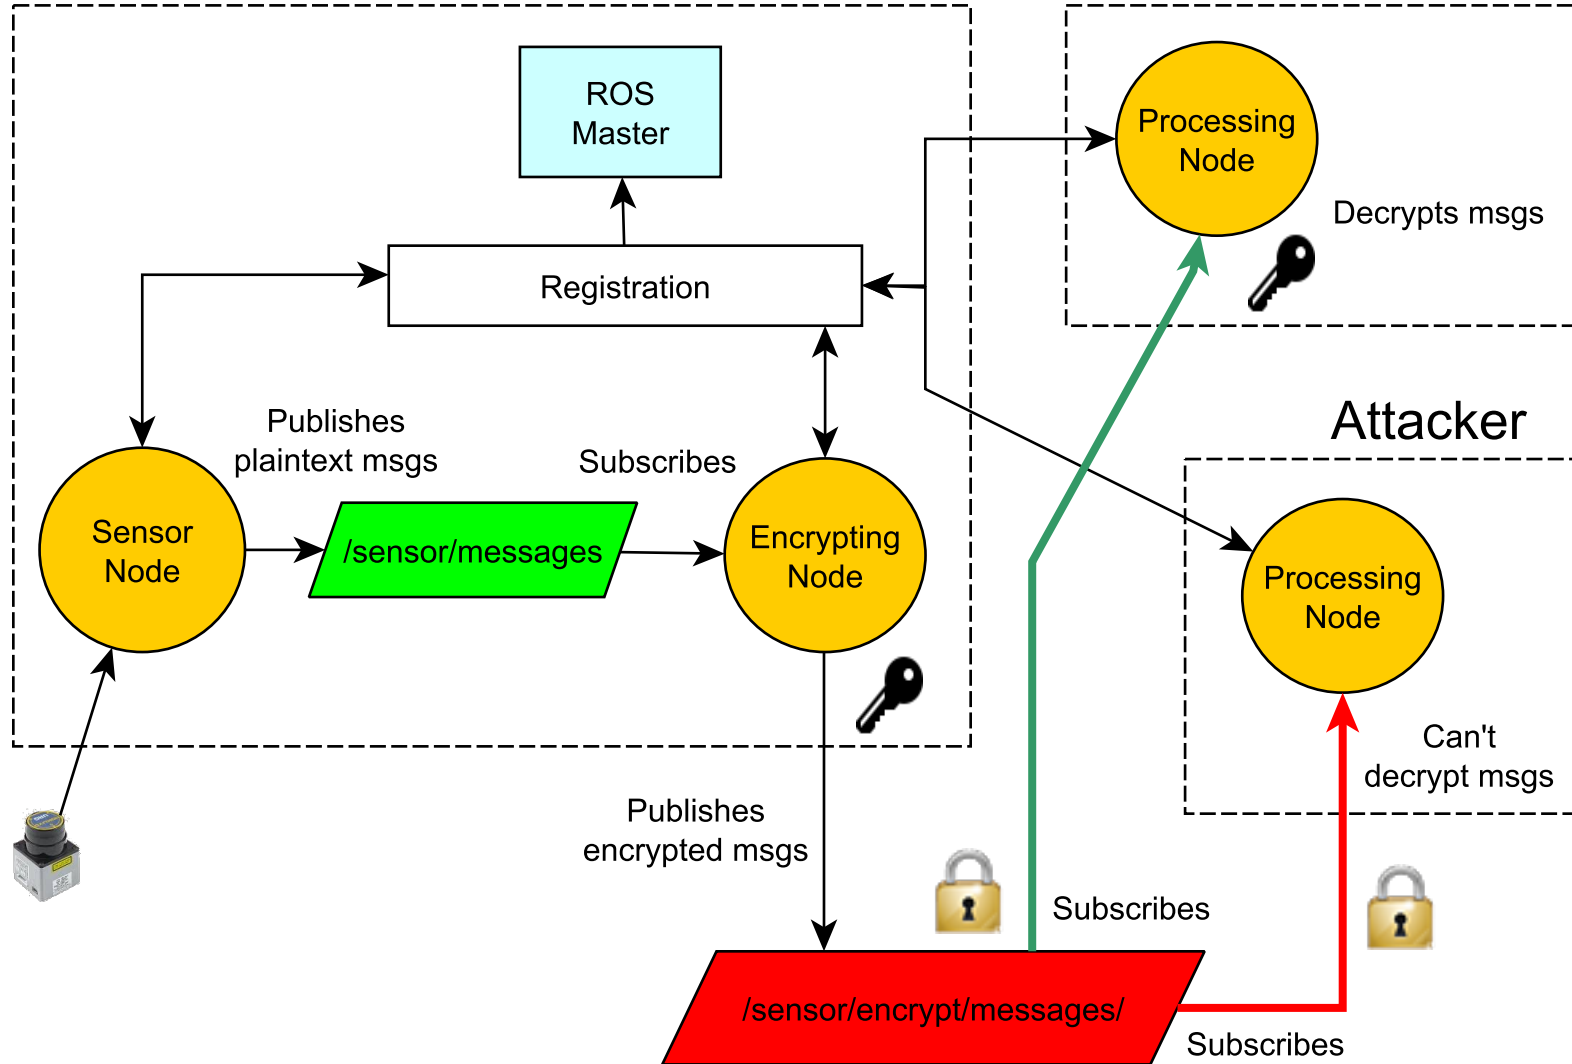 ROS
Master
Processing
Node
Decrypts msgs
Registration
Attacker
Publishes
plaintext msgs
Subscribes
Sensor
Node
/sensor/messages
Encrypting
Node
Processing
Node
Can't
decrypt msgs
Publishes
encrypted msgs
Subscribes
/sensor/encrypt/messages/
Subscribes